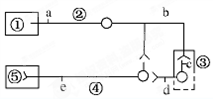 ① a ② b
③
c
⑤ e ④ d